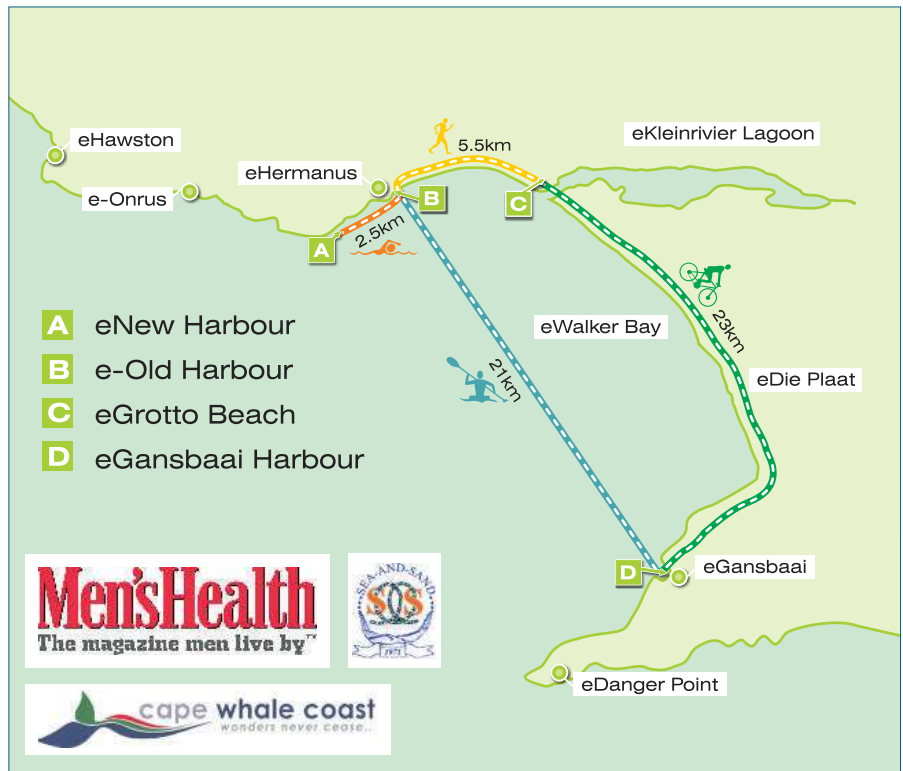 eHawston
e-Onrus
eHermanus
5.5km
eKleinrivier Lagoon
B
C
A
2.5km
A eNew Harbour
B e-Old Harbour
C eGrotto Beach
D eGansbaai Harbour
eWalker Bay
23km
eDie Plaat
21km
D
eGansbaai
eDanger Point
Men'sHealth
The magazine men live by™
SEA-AND-SAND
SOS
1971
cape whale coast
wonders never cease..